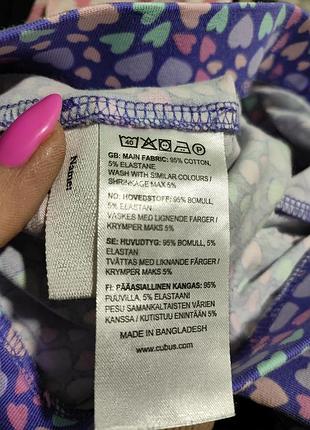 40
P
GB: MAIN FABRIC: 95% COTTON,
5% ELASTANE
WASH WITH SIMILAR COLOURS /
SHRINKAGE MAX 5%
NO: HOVEDSTOFF: 95% BOMULL,
5% ELASTAN
VASKES MED LIGNENDE FARGER /
KRYMPER MAKS 5%
SE: HUVUDTYG: 95% BOMULL, 5%
ELASTAN
TVÄTTAS MED LIKNANDE FÄRGER /
KRYMPER MAKS 5%
FI: PÄÄASIALLINEN KANGAS: 95%
PUUVILLA, 5% ELASTAANI
PESU SAMANKALTAISTEN VÄRIEN
KANSSA / KUTISTUU ENINTÄÄN 5%
MADE IN BANGLADESH
www.cubus.com
Name: